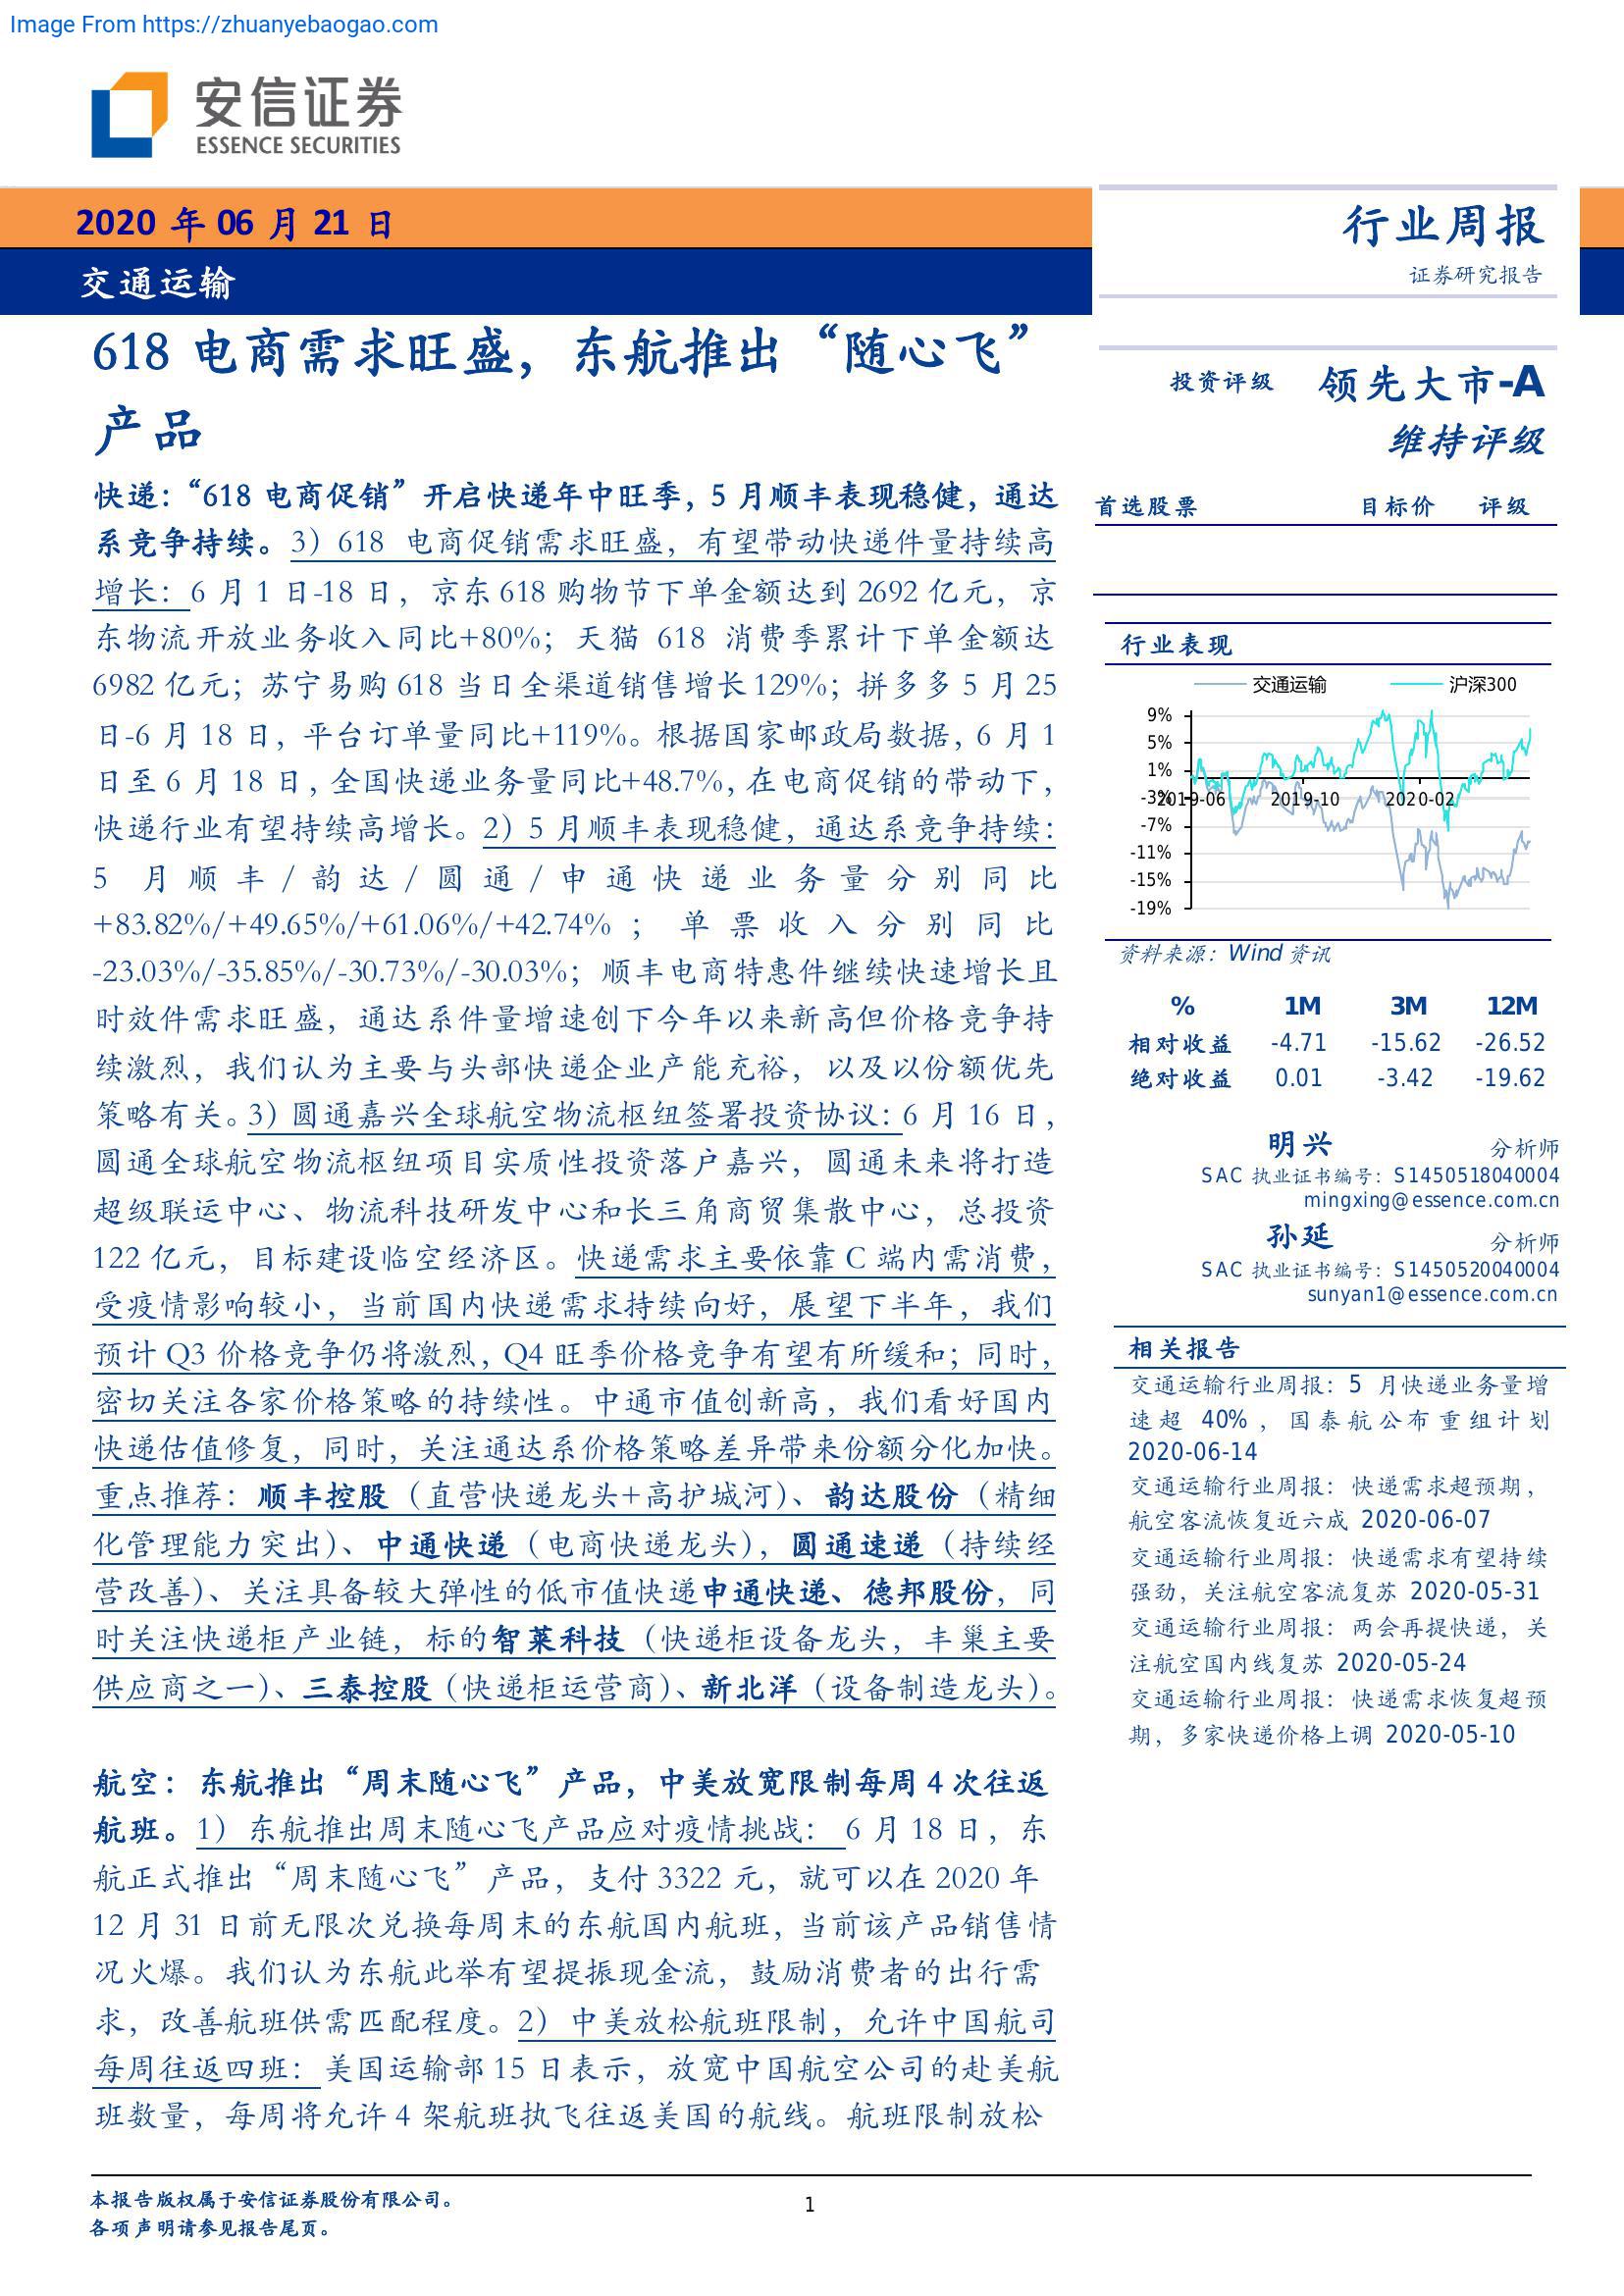 Image From https://zhuanyebaogao.com
安信证券
ESSENCE SECURITIES
2020 年 06 月 21 日
交通运输
行业周报
证券研究报告
618 电商需求旺盛，东航推出“随心飞”
产品
快递：“618 电商促销”开启快递年中旺季，5 月顺丰表现稳健，通达
系竞争持续。3）618 电商促销需求旺盛，有望带动快递件量持续高
增长：6 月 1 日-18 日，京东 618 购物节下单金额达到 2692 亿元，京
东物流开放业务收入同比+80%；天猫 618 消费季累计下单金额达
6982 亿元；苏宁易购 618 当日全渠道销售增长 129%；拼多多 5 月 25
日-6 月 18 日，平台订单量同比+119%。根据国家邮政局数据，6 月 1
日至 6 月 18 日，全国快递业务量同比+48.7%，在电商促销的带动下，
快递行业有望持续高增长。2）5 月顺丰表现稳健，通达系竞争持续：
5 月顺丰/韵达/圆通/申通快递业务量分别同比
+83.82%/+49.65%/+61.06%/+42.74%；单票收入分别同比
-23.03%/-35.85%/-30.73%/-30.03%；顺丰电商特惠件继续快速增长且
时效件需求旺盛，通达系件量增速创下今年以来新高但价格竞争持
续激烈，我们认为主要与头部快递企业产能充裕，以及以份额优先
策略有关。3）圆通嘉兴全球航空物流枢纽签署投资协议：6 月 16 日，
圆通全球航空物流枢纽项目实质性投资落户嘉兴，圆通未来将打造
超级联运中心、物流科技研发中心和长三角商贸集散中心，总投资
122 亿元，目标建设临空经济区。快递需求主要依靠 C 端内需消费，
受疫情影响较小，当前国内快递需求持续向好，展望下半年，我们
预计 Q3 价格竞争仍将激烈，Q4 旺季价格竞争有望有所缓和；同时，
密切关注各家价格策略的持续性。中通市值创新高，我们看好国内
快递估值修复，同时，关注通达系价格策略差异带来份额分化加快。
重点推荐：顺丰控股（直营快递龙头+高护城河）、韵达股份（精细
化管理能力突出）、中通快递（电商快递龙头），圆通速递（持续经
营改善）、关注具备较大弹性的低市值快递申通快递、德邦股份，同
时关注快递柜产业链，标的智莱科技（快递柜设备龙头，丰巢主要
供应商之一）、三泰控股（快递柜运营商）、新北洋（设备制造龙头）。
航空：东航推出“周末随心飞”产品，中美放宽限制每周 4 次往返
航班。1）东航推出周末随心飞产品应对疫情挑战：6 月 18 日，东
航正式推出“周末随心飞”产品，支付 3322 元，就可以在 2020 年
12 月 31 日前无限次兑换每周末的东航国内航班，当前该产品销售情
况火爆。我们认为东航此举有望提振现金流，鼓励消费者的出行需
求，改善航班供需匹配程度。2）中美放松航班限制，允许中国航司
每周往返四班：美国运输部 15 日表示，放宽中国航空公司的赴美航
班数量，每周将允许 4 架航班执飞往返美国的航线。航班限制放松
投资评级 领先大市-A
维持评级
首选股票 目标价 评级
行业表现
交通运输 沪深300
9%
5%
1%
-3%
-7%
-11%
-15%
-19%
2019-06 2019-10 2020-02
资料来源：Wind 资讯
% 1M 3M 12M
相对收益 -4.71 -15.62 -26.52
绝对收益 0.01 -3.42 -19.62
明兴 分析师
SAC 执业证书编号：S1450518040004
mingxing@essence.com.cn
孙延 分析师
SAC 执业证书编号：S1450520040004
sunyan1@essence.com.cn
相关报告
交通运输行业周报：5 月快递业务量增
速超 40%，国泰航公布重组计划
2020-06-14
交通运输行业周报：快递需求超预期，
航空客流恢复近六成 2020-06-07
交通运输行业周报：快递需求有望持续
强劲，关注航空客流复苏 2020-05-31
交通运输行业周报：两会再提快递，关
注航空国内线复苏 2020-05-24
交通运输行业周报：快递需求恢复超预
期，多家快递价格上调 2020-05-10
本报告版权属于安信证券股份有限公司。
各项声明请参见报告尾页。
1